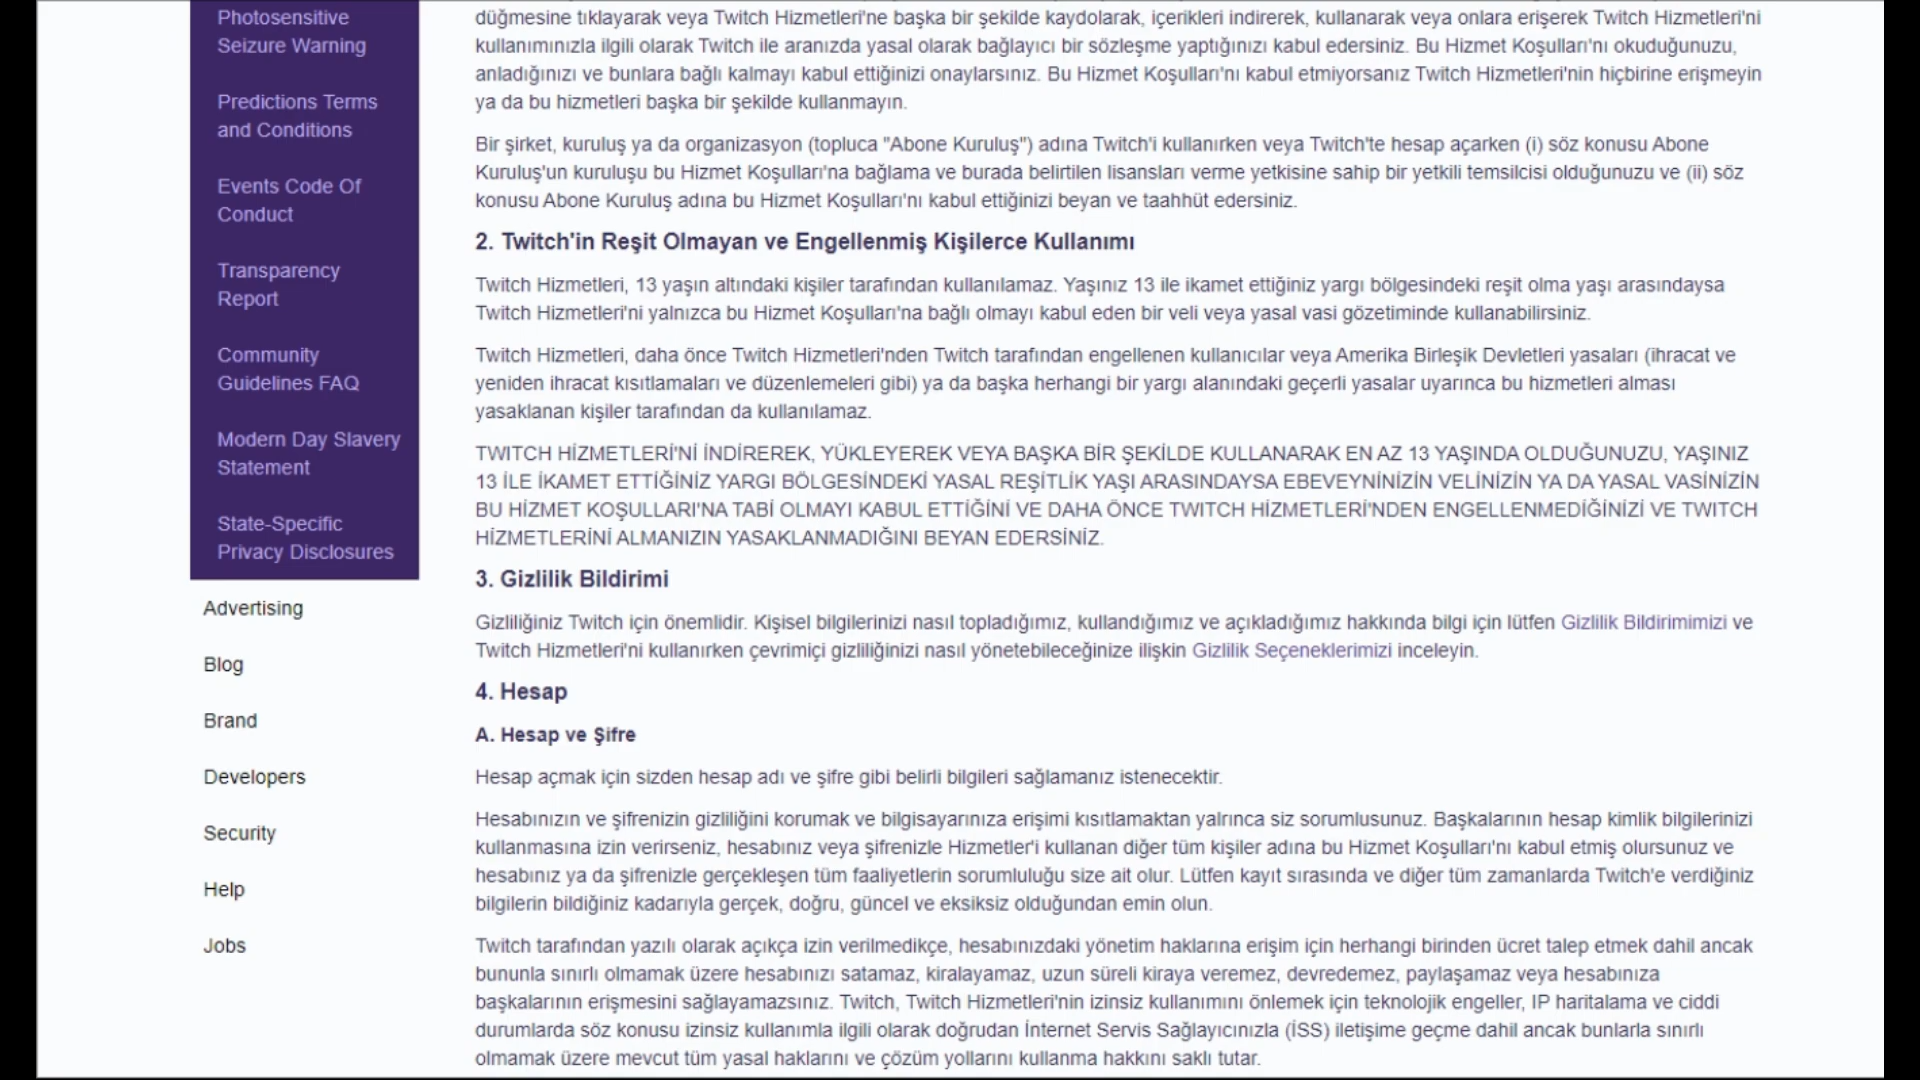 Photosensitive
Seizure Warning
Predictions Terms
and Conditions
Events Code Of
Conduct
Transparency
Report
Community
Guidelines FAQ
Modern Day Slavery
Statement
State-Specific
Privacy Disclosures
Advertising
Blog
Brand
Developers
Security
Help
Jobs
düğmesine tıklayarak veya Twitch Hizmetleri'ne başka bir şekilde kaydolarak, içerikleri indirerek, kullanarak veya onlara erişerek Twitch Hizmetleri'ni
kullanımınızla ilgili olarak Twitch ile aranızda yasal olarak bağlayıcı bir sözleşme yaptığınızı kabul edersiniz. Bu Hizmet Koşulları'nı okuduğunuzu,
anladığınızı ve bunlara bağlı kalmayı kabul ettiğinizi onaylarsınız. Bu Hizmet Koşulları'nı kabul etmiyorsanız Twitch Hizmetleri'nin hiçbirine erişmeyin
ya da bu hizmetleri başka bir şekilde kullanmayın.
Bir şirket, kuruluş ya da organizasyon (topluca "Abone Kuruluş") adına Twitch'i kullanırken veya Twitch'te hesap açarken (i) söz konusu Abone
Kuruluş'un kuruluşu bu Hizmet Koşulları'na bağlama ve burada belirtilen lisansları verme yetkisine sahip bir yetkili temsilcisi olduğunuzu ve (ii) söz
konusu Abone Kuruluş adına bu Hizmet Koşulları'nı kabul ettiğinizi beyan ve taahhüt edersiniz.
2. Twitch'in Reşit Olmayan ve Engellenmiş Kişilerce Kullanımı
Twitch Hizmetleri, 13 yaşın altındaki kişiler tarafından kullanılamaz. Yaşınız 13 ile ikamet ettiğiniz yargı bölgesindeki reşit olma yaşı arasındaysa
Twitch Hizmetleri'ni yalnızca bu Hizmet Koşulları'na bağlı olmayı kabul eden bir veli veya yasal vasi gözetiminde kullanabilirsiniz.
Twitch Hizmetleri, daha önce Twitch Hizmetleri'nden Twitch tarafından engellenen kullanıcılar veya Amerika Birleşik Devletleri yasaları (ihracat ve
yeniden ihracat kısıtlamaları ve düzenlemeleri gibi) ya da başka herhangi bir yargı alanındaki geçerli yasalar uyarınca bu hizmetleri alması
yasaklanan kişiler tarafından da kullanılamaz.
TWITCH HİZMETLERİ'Nİ İNDİREREK, YÜKLEYEREK VEYA BAŞKA BİR ŞEKİLDE KULLANARAK EN AZ 13 YAŞINDA OLDUĞUNUZU, YAŞINIZ
13 İLE İKAMET ETTİĞİNİZ YARGI BÖLGESİNDEKİ YASAL REŞİTLİK YAŞI ARASINDAYSA EBEVEYNİNİZİN VELİNİZİN YA DA YASAL VASİNİZİN
BU HİZMET KOŞULLARI'NA TABİ OLMAYI KABUL ETTİĞİNİ VE DAHA ÖNCE TWITCH HİZMETLERİ'NDEN ENGELLENMEDİĞİNİZİ VE TWITCH
HİZMETLERİNİ ALMANIZIN YASAKLANMADIĞINI BEYAN EDERSİNİZ.
3. Gizlilik Bildirimi
Gizliliğiniz Twitch için önemlidir. Kişisel bilgilerinizi nasıl topladığımız, kullandığımız ve açıkladığımız hakkında bilgi için lütfen Gizlilik Bildirimimizi ve
Twitch Hizmetleri'ni kullanırken çevrimiçi gizliliğinizi nasıl yönetebileceğinize ilişkin Gizlilik Seçeneklerimizi inceleyin.
4. Hesap
A. Hesap ve Şifre
Hesap açmak için sizden hesap adı ve şifre gibi belirli bilgileri sağlamanız istenecektir.
Hesabınızın ve şifrenizin gizliliğini korumak ve bilgisayarınıza erişimi kısıtlamaktan yalnnca siz sorumlusunuz. Başkalarının hesap kimlik bilgilerinizi
kullanmasına izin verirseniz, hesabınız veya şifrenizle Hizmetler'i kullanan diğer tüm kişiler adına bu Hizmet Koşulları'nı kabul etmiş olursunuz ve
hesabınız ya da şifrenizle gerçekleşen tüm faaliyetlerin sorumluluğu size ait olur. Lütfen kayıt sırasında ve diğer tüm zamanlarda Twitch'e verdiğiniz
bilgilerin bildiğiniz kadarıyla gerçek, doğru, güncel ve eksiksiz olduğundan emin olun.
Twitch tarafından yazılı olarak açıkça izin verilmedikçe, hesabınızdaki yönetim haklarına erişim için herhangi birinden ücret talep etmek dahil ancak
bununla sınırlı olmamak üzere hesabınızı satamaz, kiralayamaz, uzun süreli kiraya veremez, devredemez, paylaşamaz veya hesabınıza
başkalarının erişmesini sağlayamazsınız. Twitch, Twitch Hizmetleri'nin izinsiz kullanımını önlemek için teknolojik engeller, IP haritalama ve ciddi
durumlarda söz konusu izinsiz kullanımla ilgili olarak doğrudan İnternet Servis Sağlayıcınızla (İSS) iletişime geçme dahil ancak bunlarla sınırlı
olmamak üzere mevcut tüm yasal haklarını ve çözüm yollarını kullanma hakkını saklı tutar.